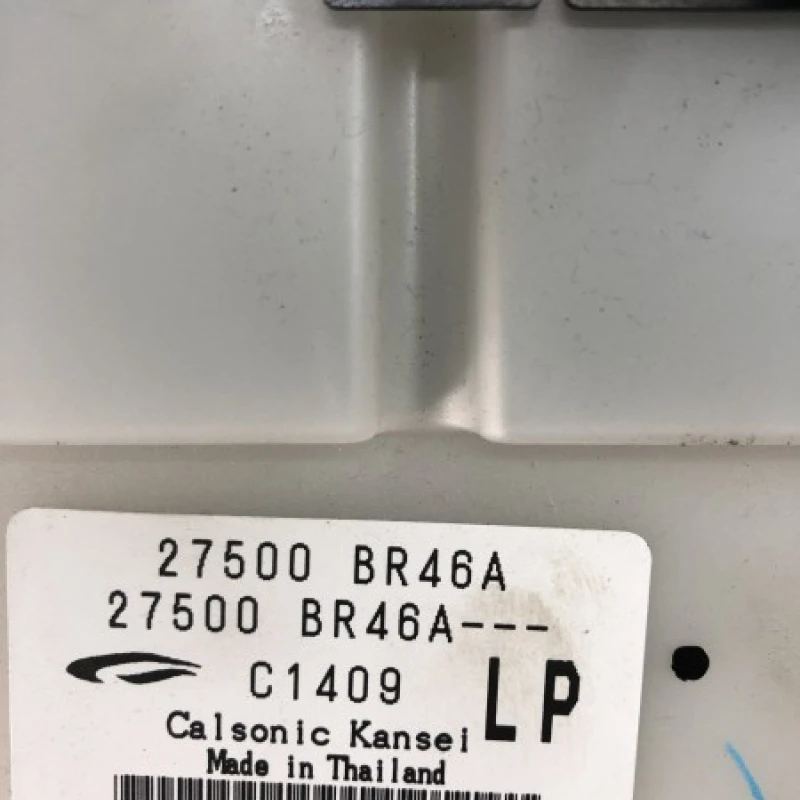 27500 BR46A
27500 BR46A---
C1409
LP
Calsonic Kansei
Made in Thailand